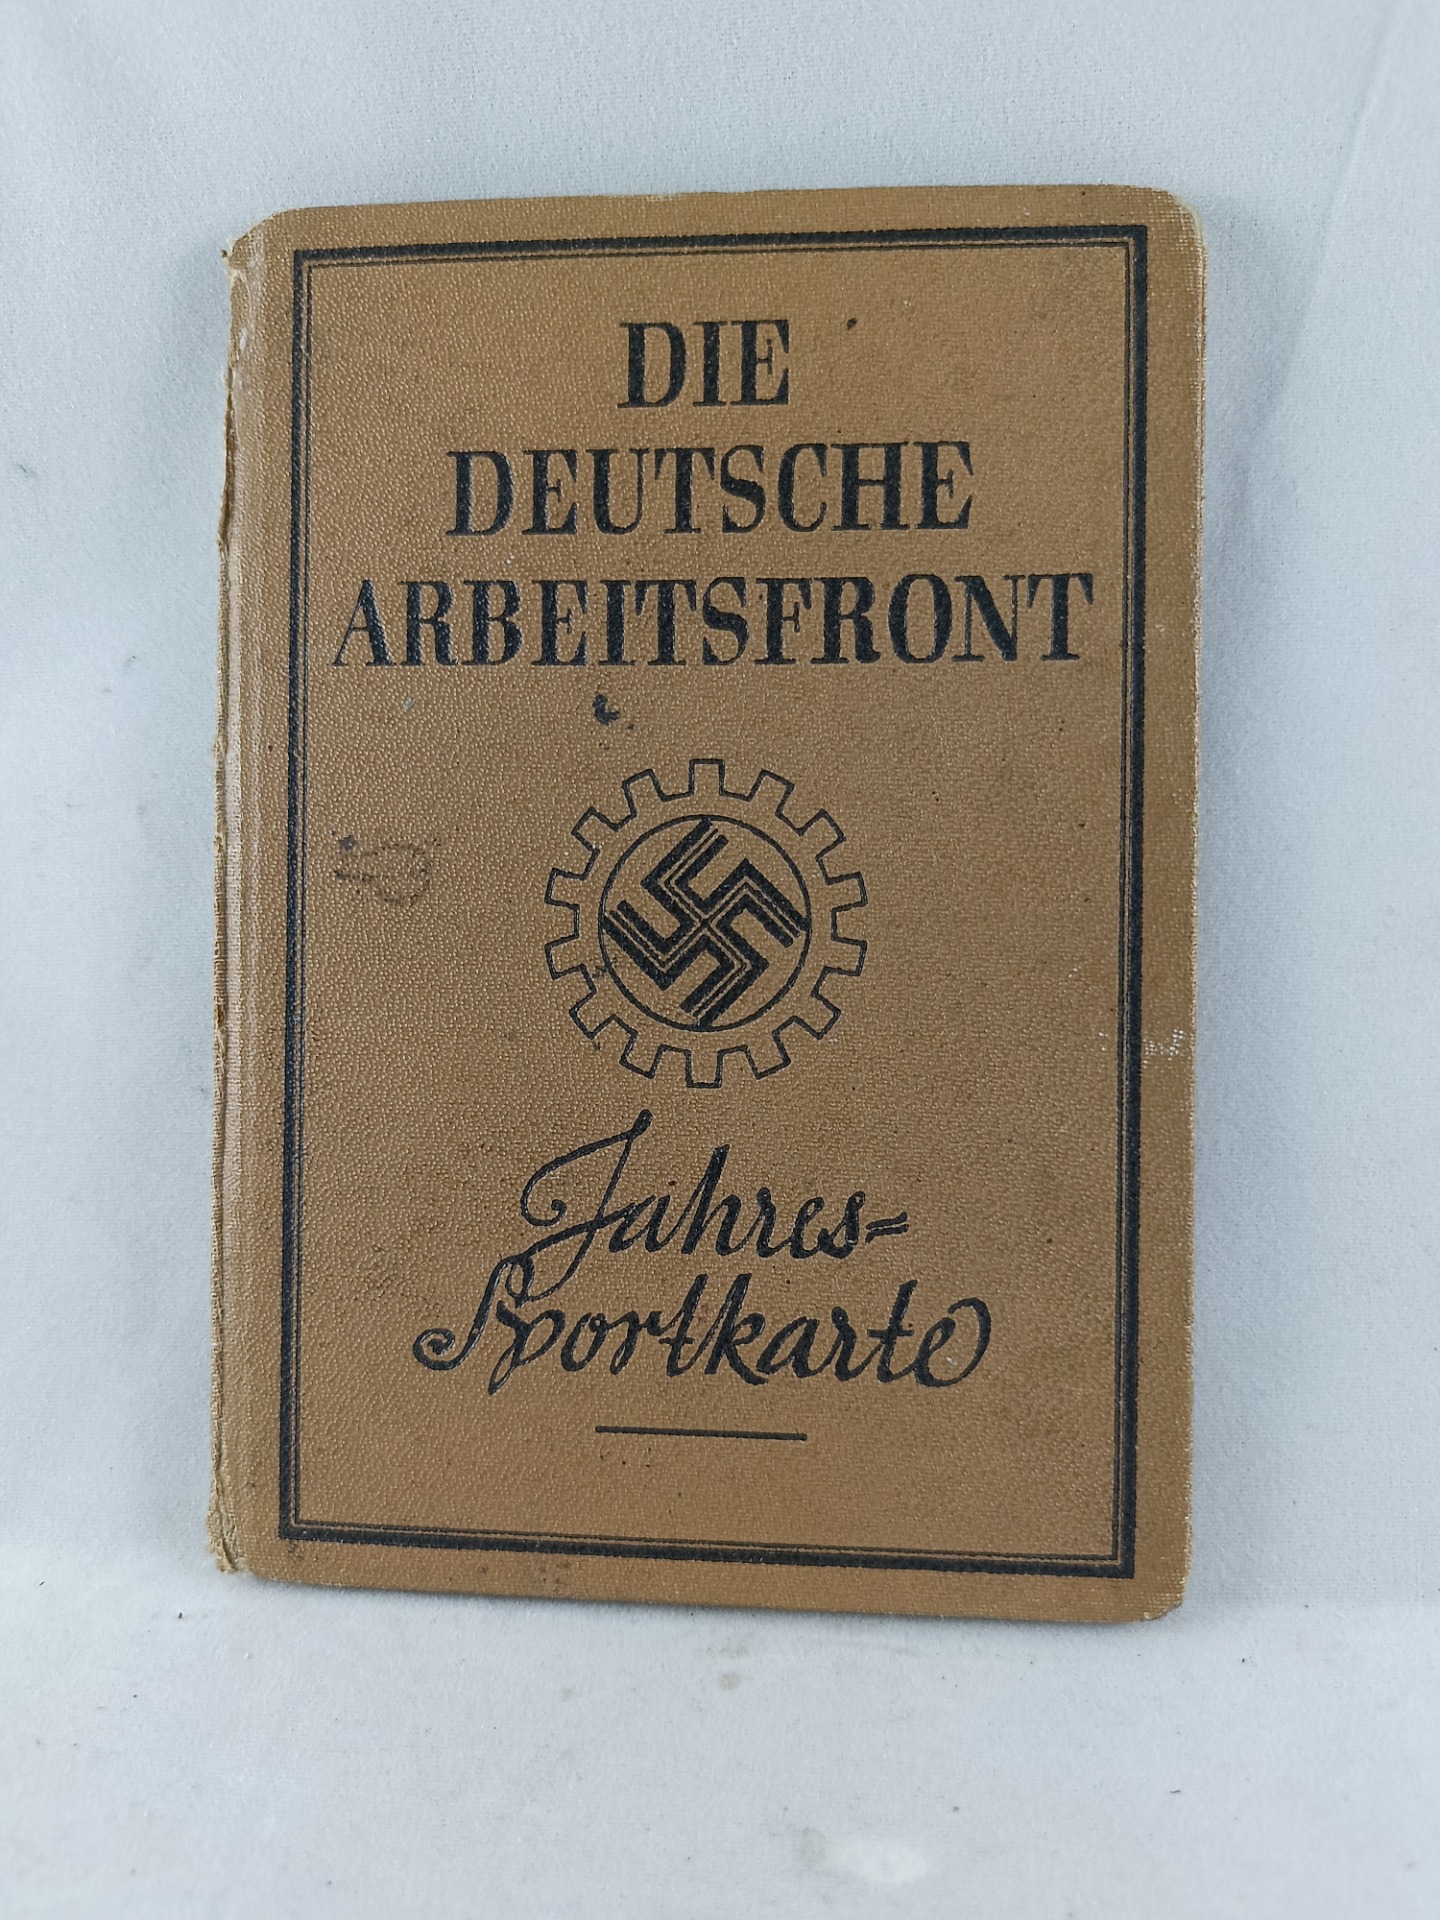 DIE
DEUTSCHE
ARBEITSFRONT
Jahres=
Sportkarte